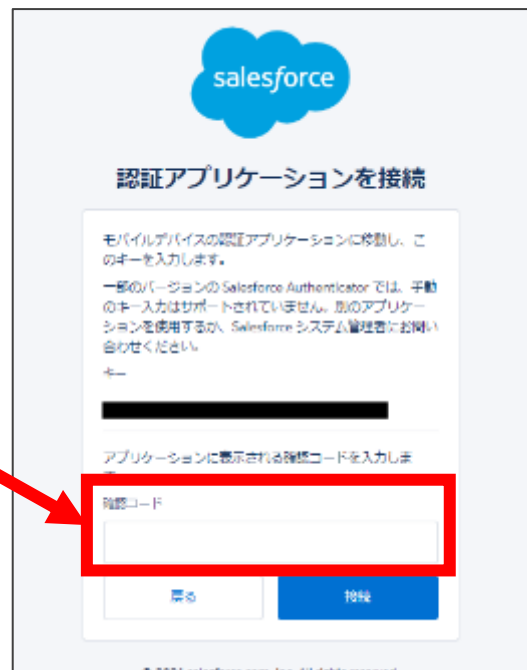 salesforce
認証アプリケーションを接続
モバイルデバイスの認証アプリケーションに移動し、こ
のキーを入力します。
一部のバージョンの Salesforce Authenticator では、手動
のキー入力はサポートされていません。別のアプリケー
ションを使用するか、Salesforce システム管理者にお問い
合わせください。
キー
アプリケーションに表示される確認コードを入力しま
確認コード
戻る
接続